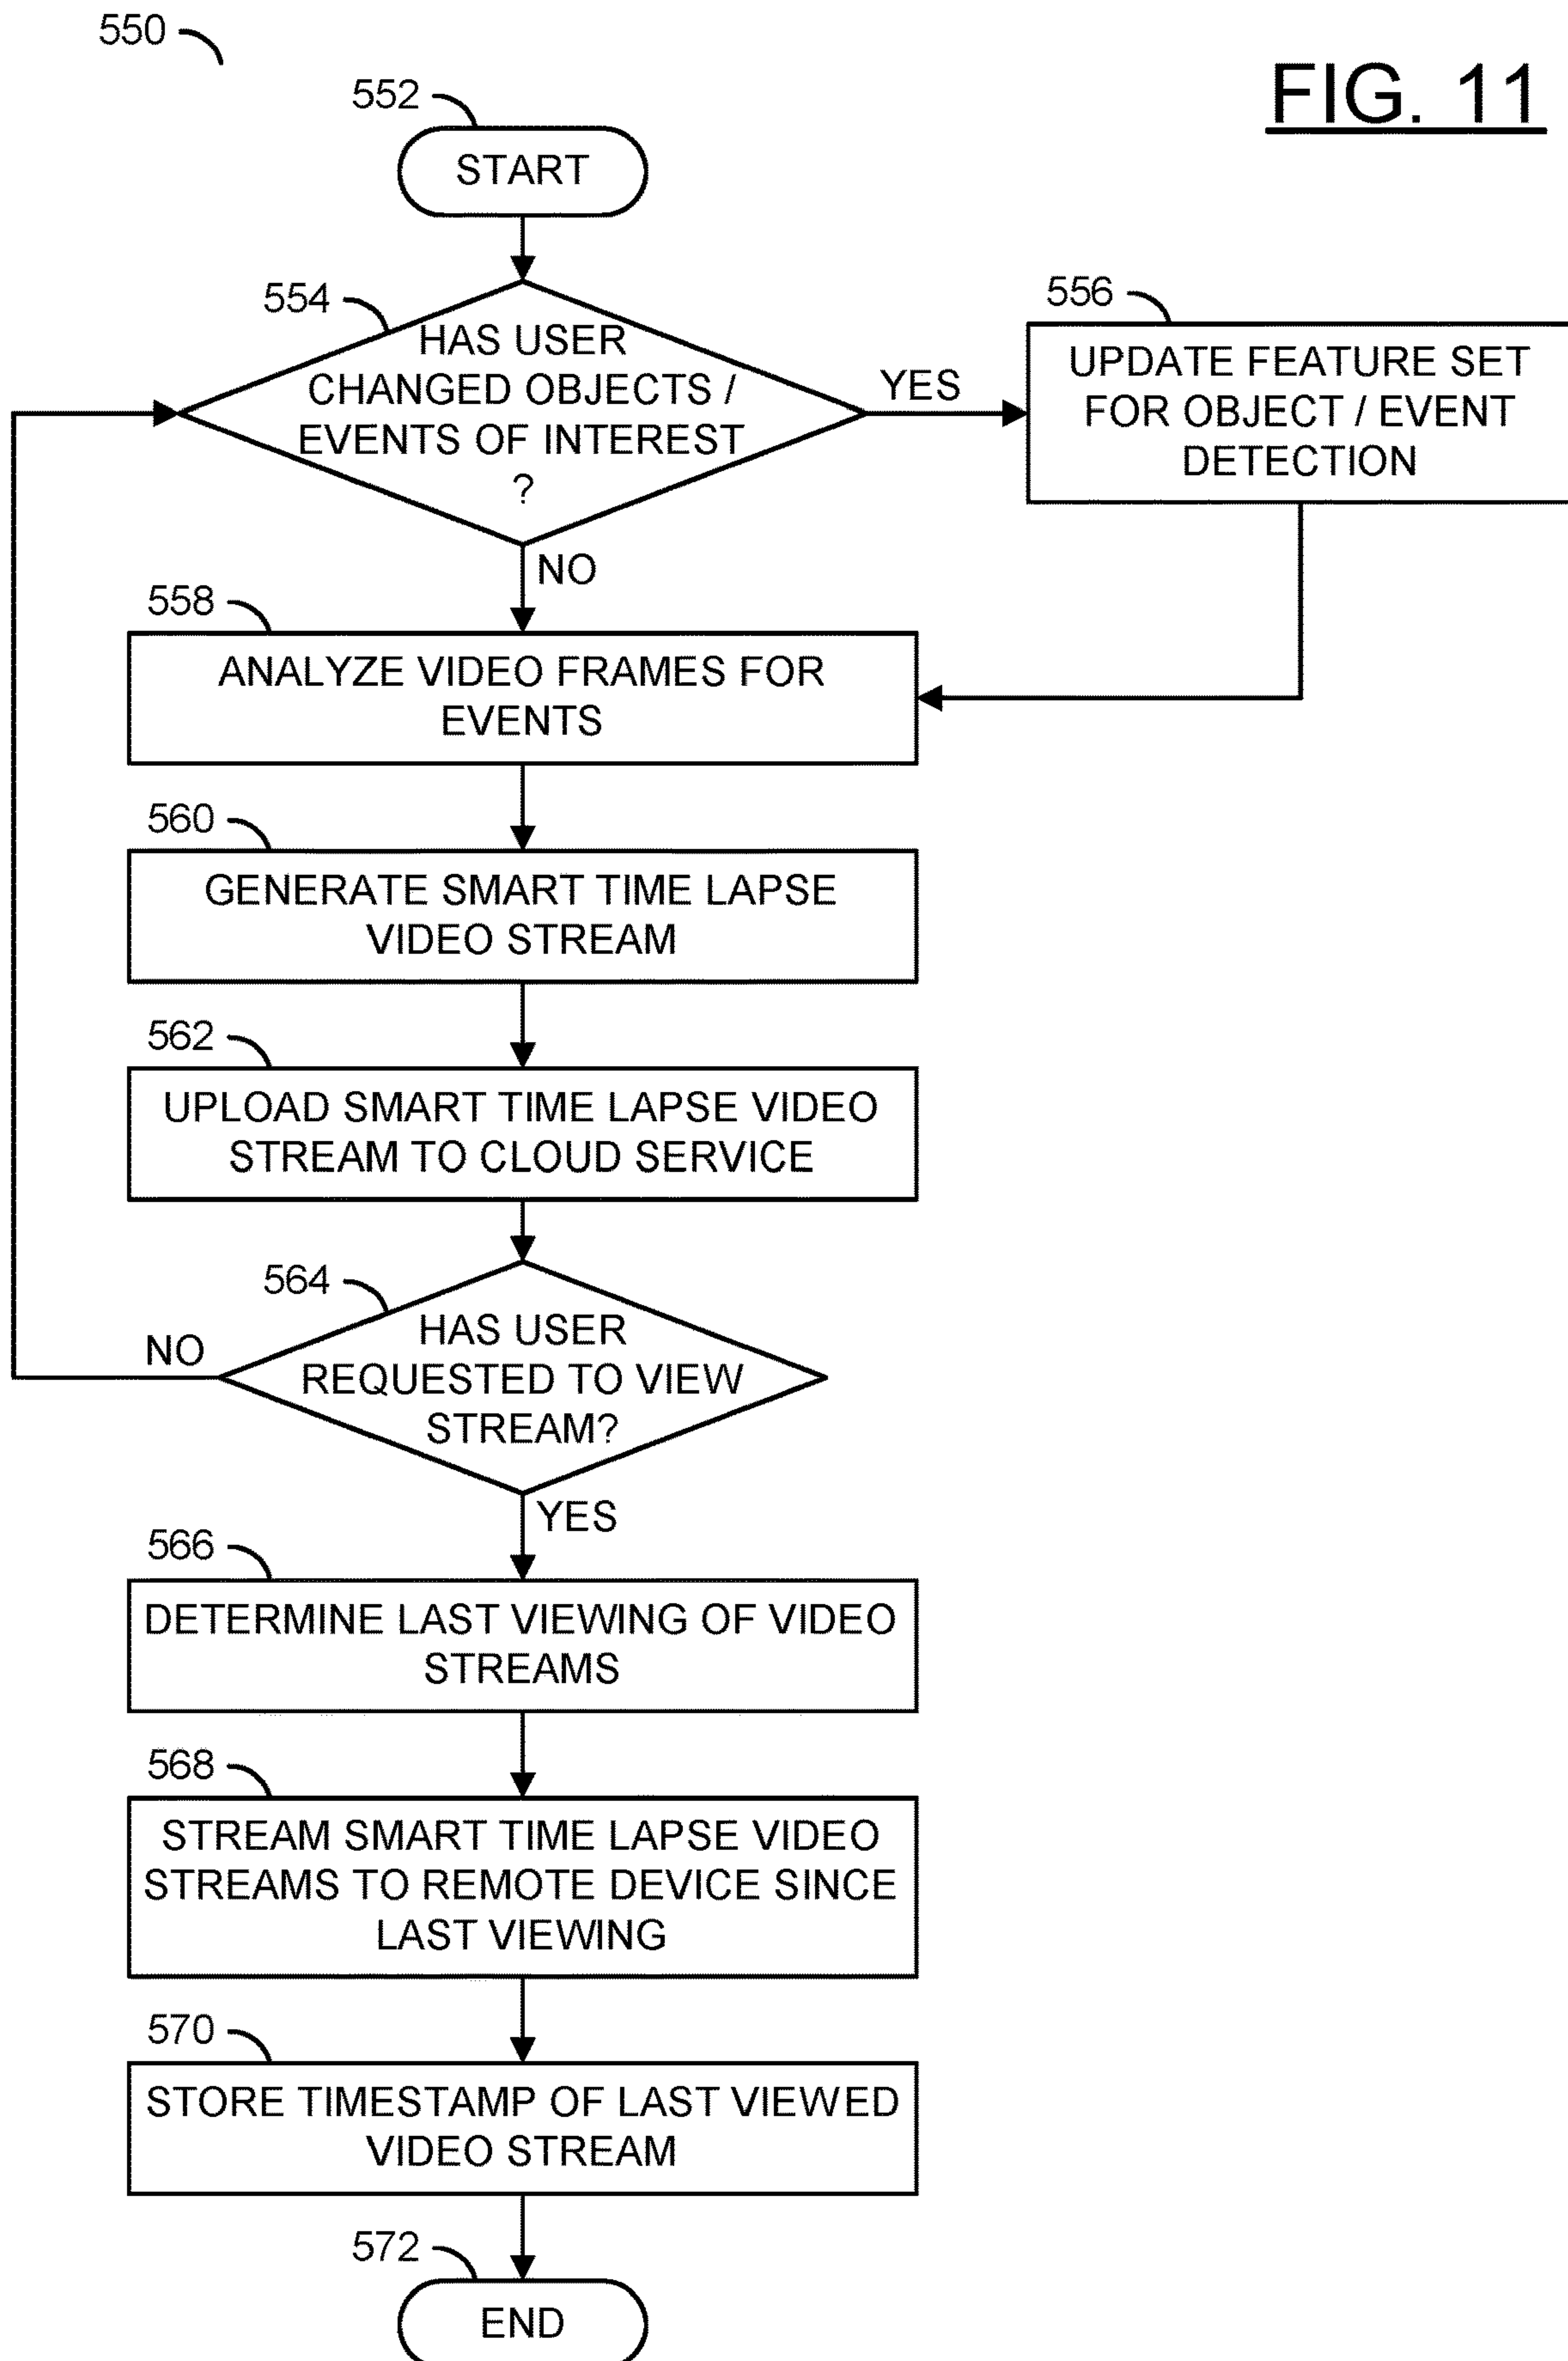 550
FIG. 11
552
START
554
HAS USER
CHANGED OBJECTS /
EVENTS OF INTEREST
?
YES
556
UPDATE FEATURE SET
FOR OBJECT / EVENT
DETECTION
NO
558
ANALYZE VIDEO FRAMES FOR
EVENTS
560
GENERATE SMART TIME LAPSE
VIDEO STREAM
562
UPLOAD SMART TIME LAPSE VIDEO
STREAM TO CLOUD SERVICE
564
HAS USER
REQUESTED TO VIEW
STREAM?
NO
YES
566
DETERMINE LAST VIEWING OF VIDEO
STREAMS
568
STREAM SMART TIME LAPSE VIDEO
STREAMS TO REMOTE DEVICE SINCE
LAST VIEWING
570
STORE TIMESTAMP OF LAST VIEWED
VIDEO STREAM
572
END